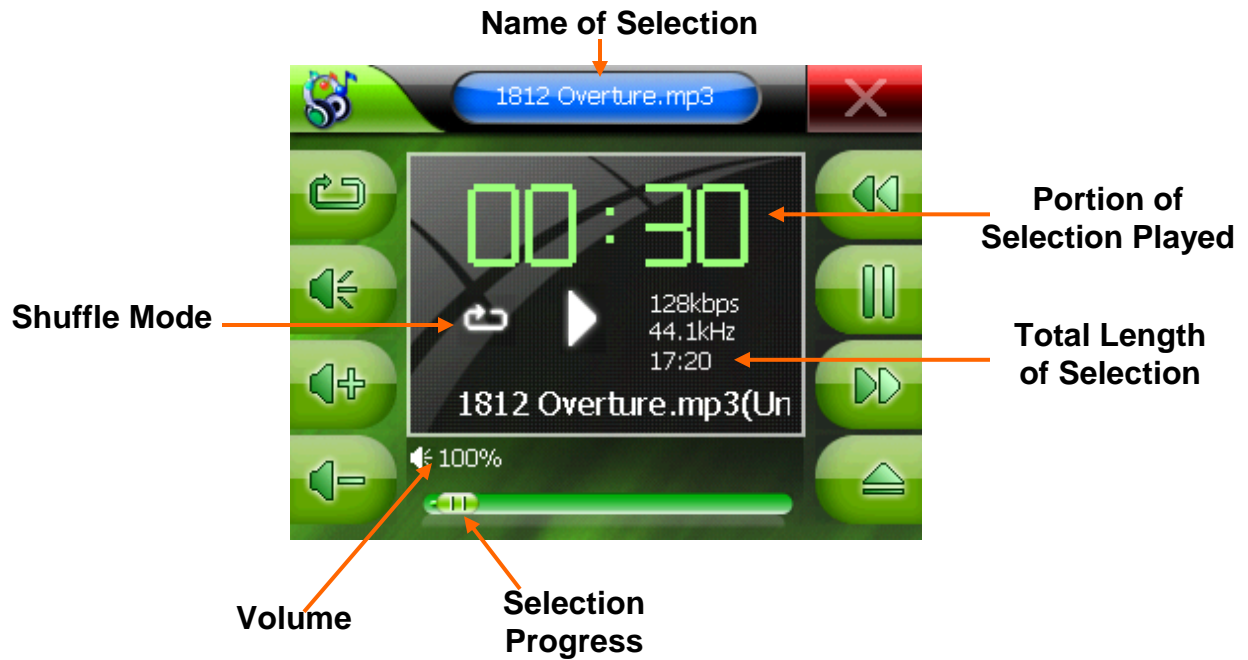 Name of Selection
1812 Overture.mp3
00:30
Portion of
Selection Played
Shuffle Mode
128kbps
44.1kHz
17:20
Total Length
of Selection
1812 Overture.mp3(Un
100%
Volume
Selection
Progress